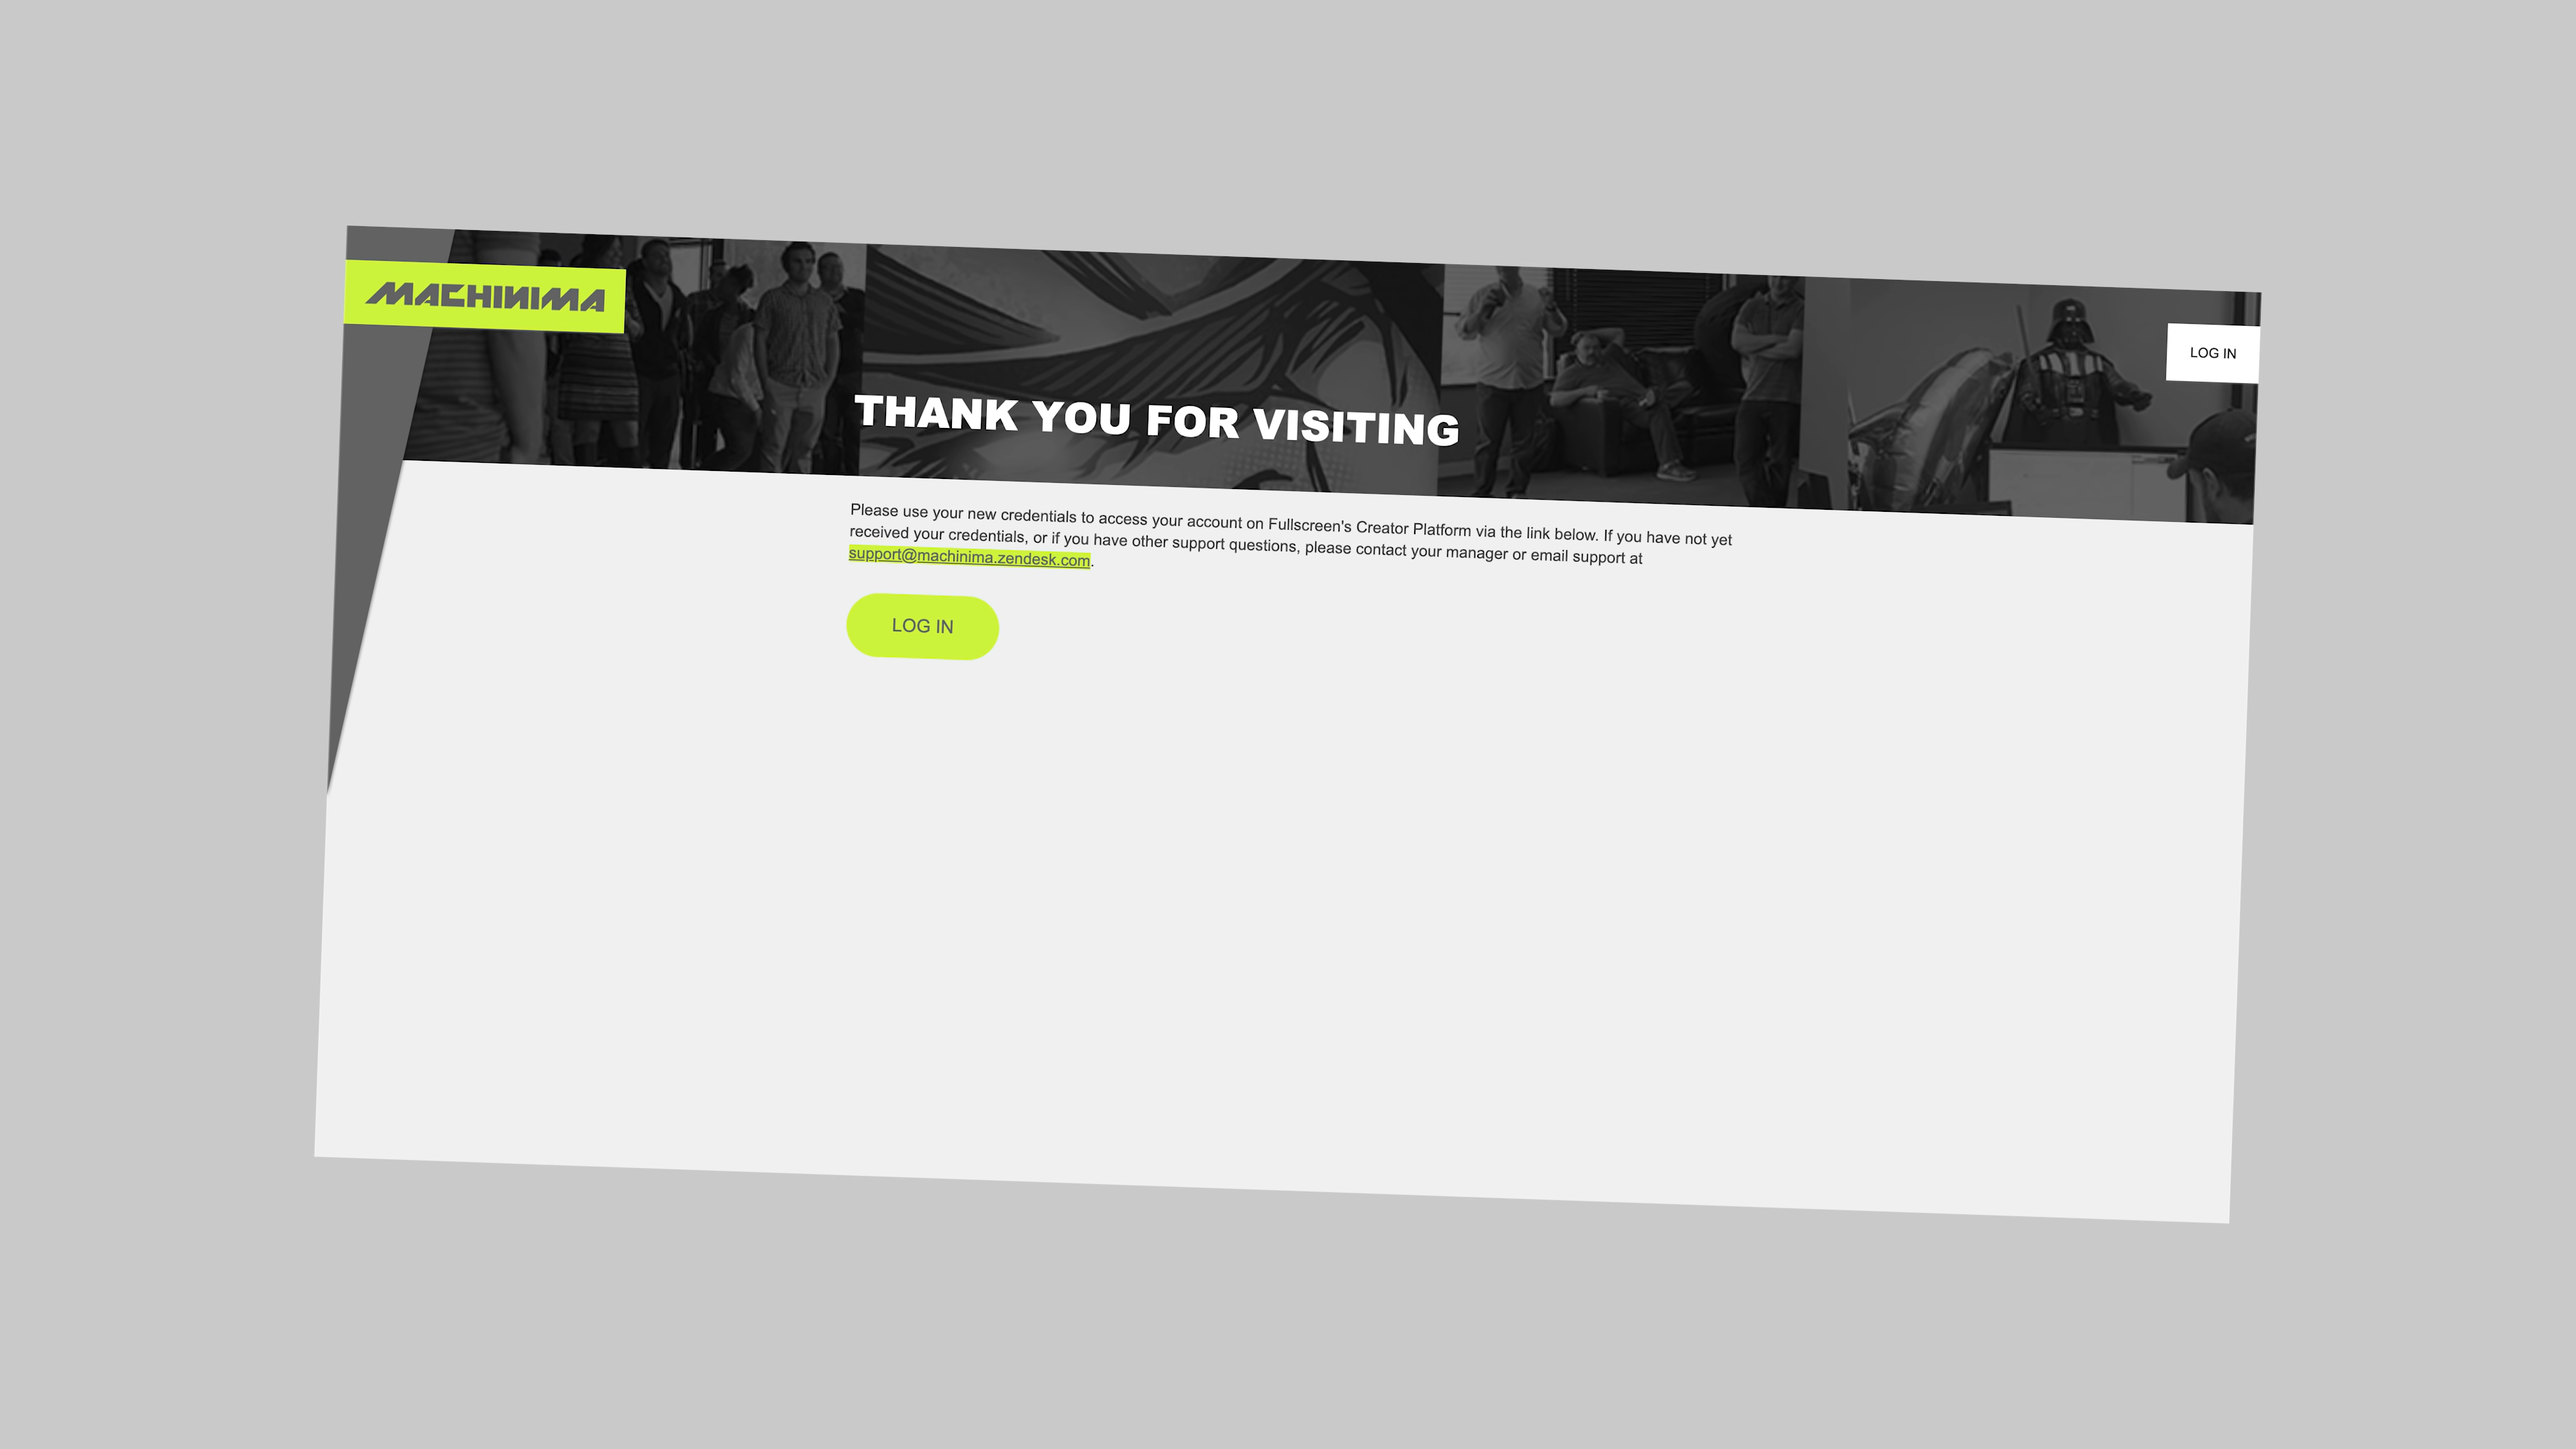 MACHINIMA
LOG IN
THANK YOU FOR VISITING
Please use your new credentials to access your account on Fullscreen's Creator Platform via the link below. If you have not yet
received your credentials, or if you have other support questions, please contact your manager or email support at
support@machinima.zendesk.com.
LOG IN